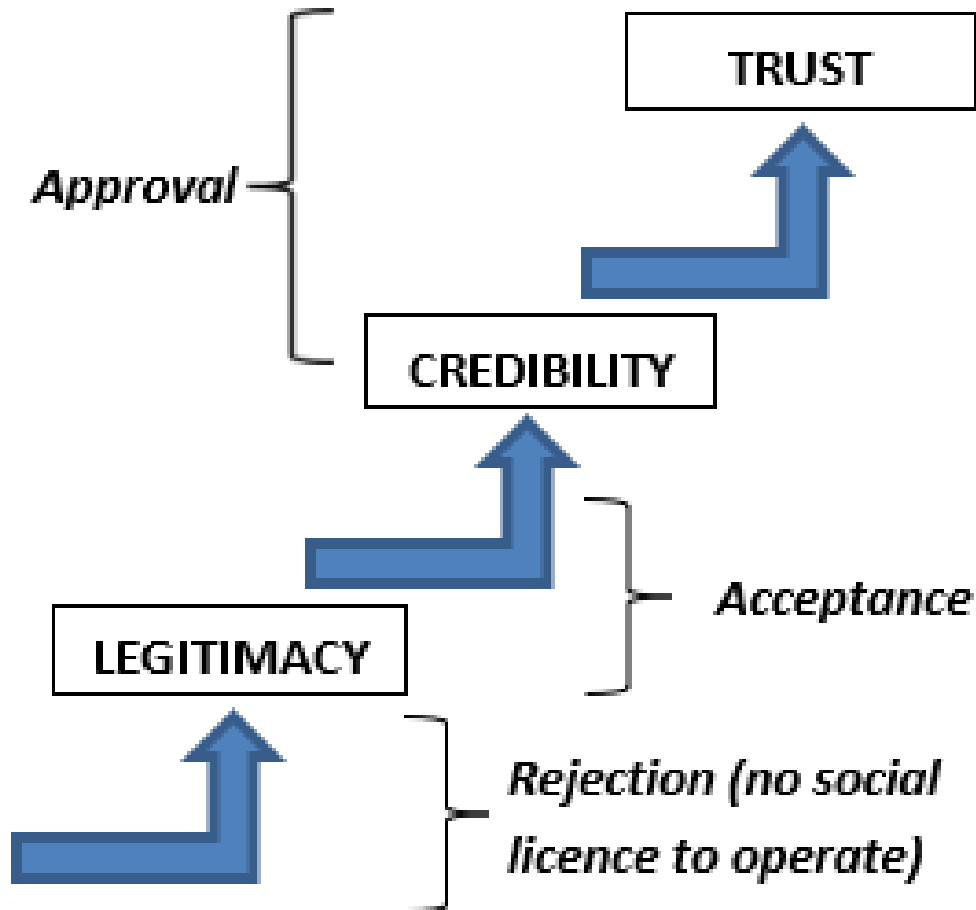 TRUST
Approval
CREDIBILITY
Acceptance
LEGITIMACY
Rejection (no social
licence to operate)